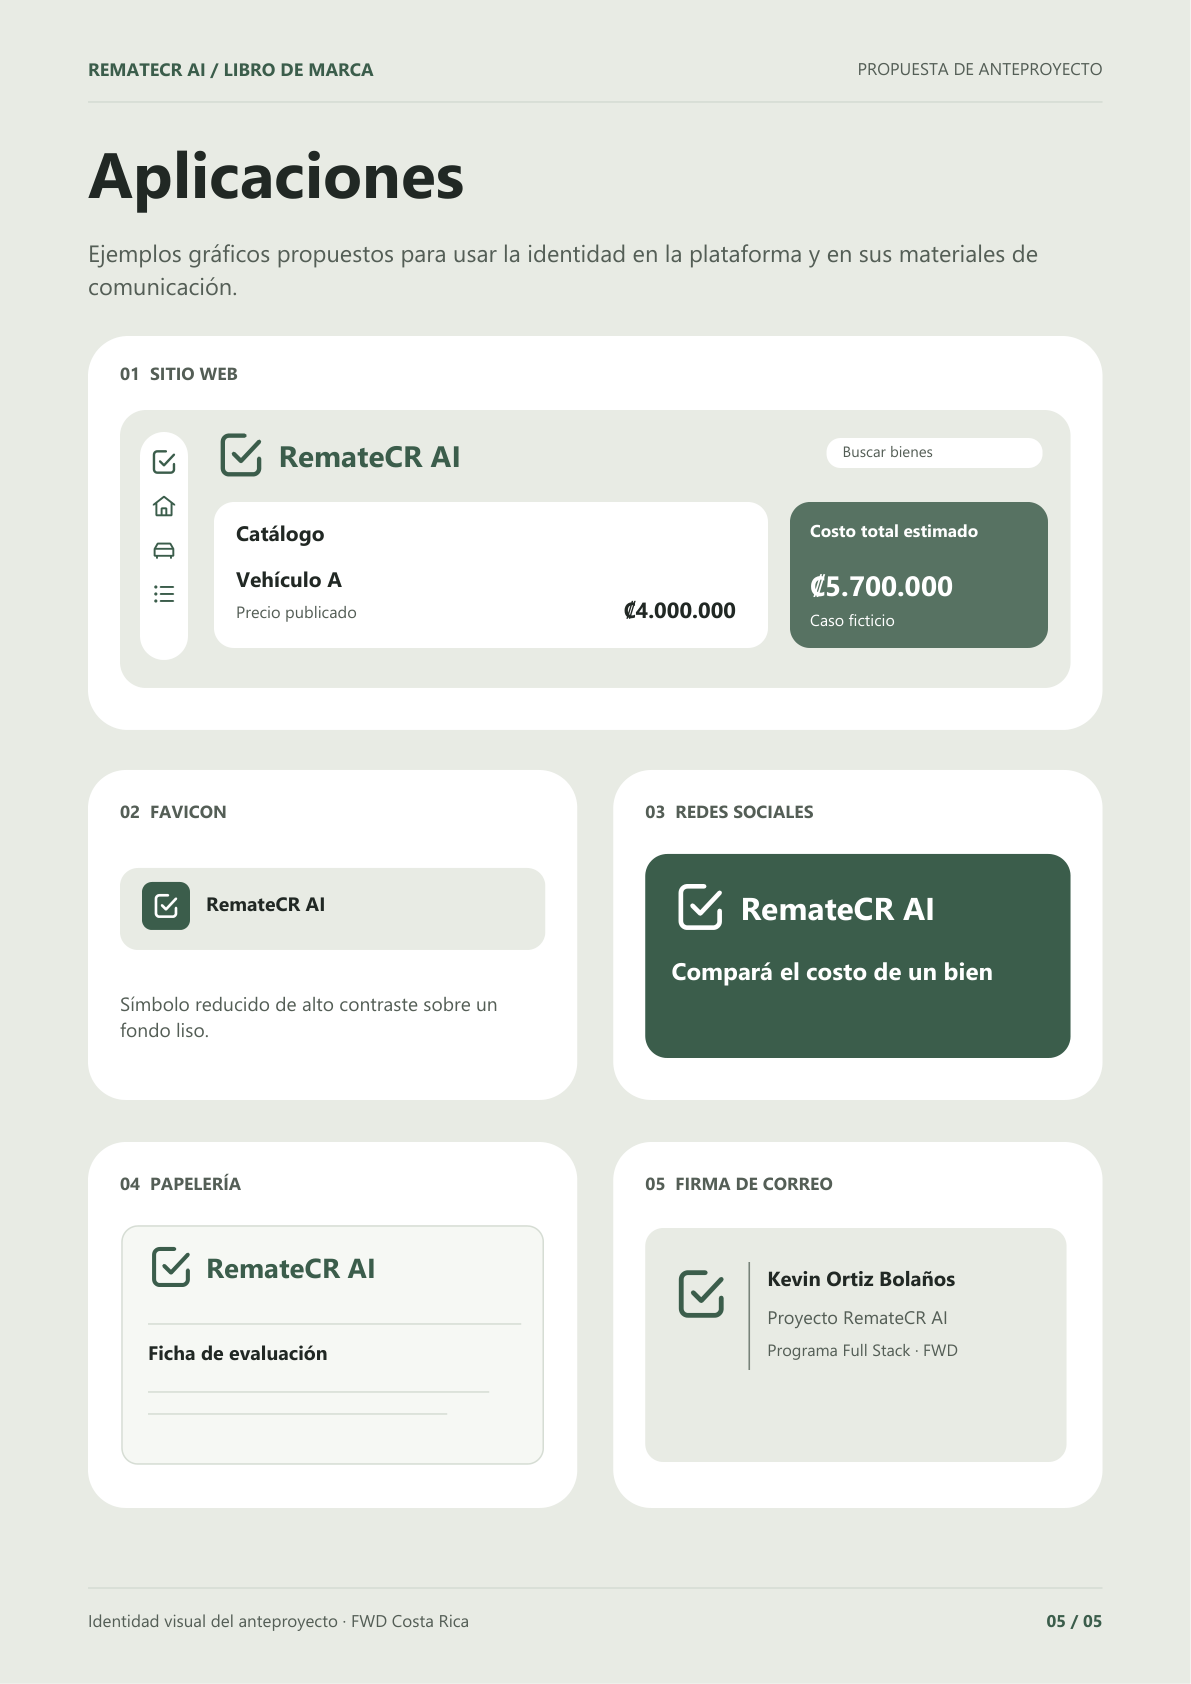 REMATECR AI / LIBRO DE MARCA
PROPUESTA DE ANTEPROYECTO
Aplicaciones
Ejemplos gráficos propuestos para usar la identidad en la plataforma y en sus materiales de
comunicación.
01 SITIO WEB
RemateCR AI
Buscar bienes
Catálogo
Vehículo A
Precio publicado
₡4.000.000
Costo total estimado
₡5.700.000
Caso ficticio
02 FAVICON
RemateCR AI
Símbolo reducido de alto contraste sobre un
fondo liso.
03 REDES SOCIALES
RemateCR AI
Compará el costo de un bien
04 PAPELERÍA
RemateCR AI
Ficha de evaluación
05 FIRMA DE CORREO
Kevin Ortiz Bolaños
Proyecto RemateCR AI
Programa Full Stack · FWD
Identidad visual del anteproyecto · FWD Costa Rica
05 / 05